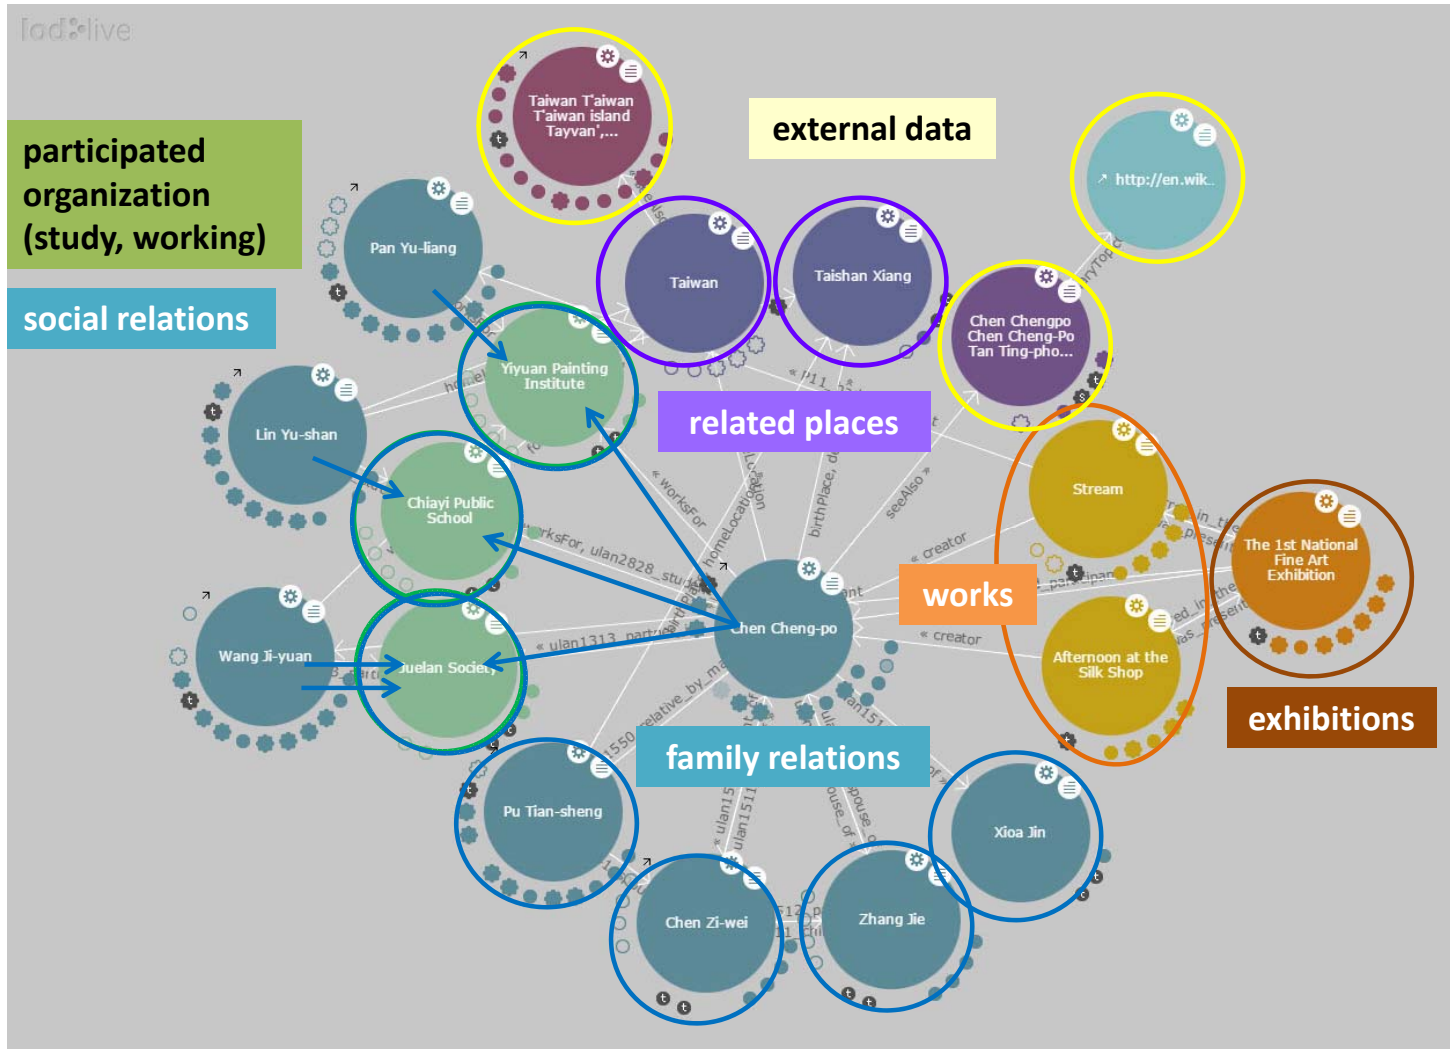 lod live
participated
organization
(study, working)
social relations
external data
Taiwan T'aiwan
T'aiwan island
Tayvan',...
http://en.wik..
Pan Yu-liang
Taiwan
Taishan Xiang
Chen Chengpo
Chen Cheng-Po
Tan Ting-pho...
Yiyuan Painting
Institute
related places
Lin Yu-shan
Chiayi Public
School
« worksFor
birthPlace, de
seeAlso »
Stream
The 1st National
Fine Art
Exhibition
« creator
works
Chen Cheng-po
« creator
Afternoon at the
Silk Shop
Wang Ji-yuan
Juelan Society
exhibitions
family relations
Pu Tian-sheng
Xioa Jin
Chen Zi-wei
Zhang Jie